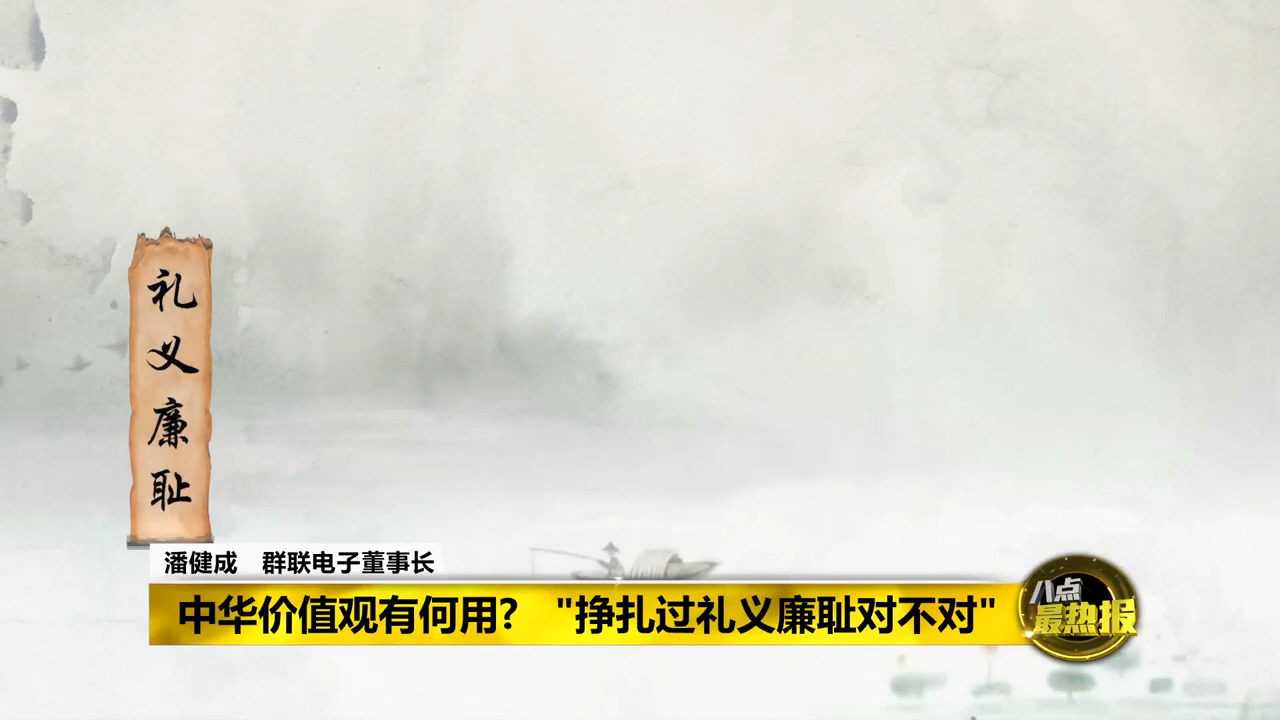 礼
义
廉
耻
潘健成 群联电子董事长
中华价值观有何用? "挣扎过礼义廉耻对不对"
八点
最热报